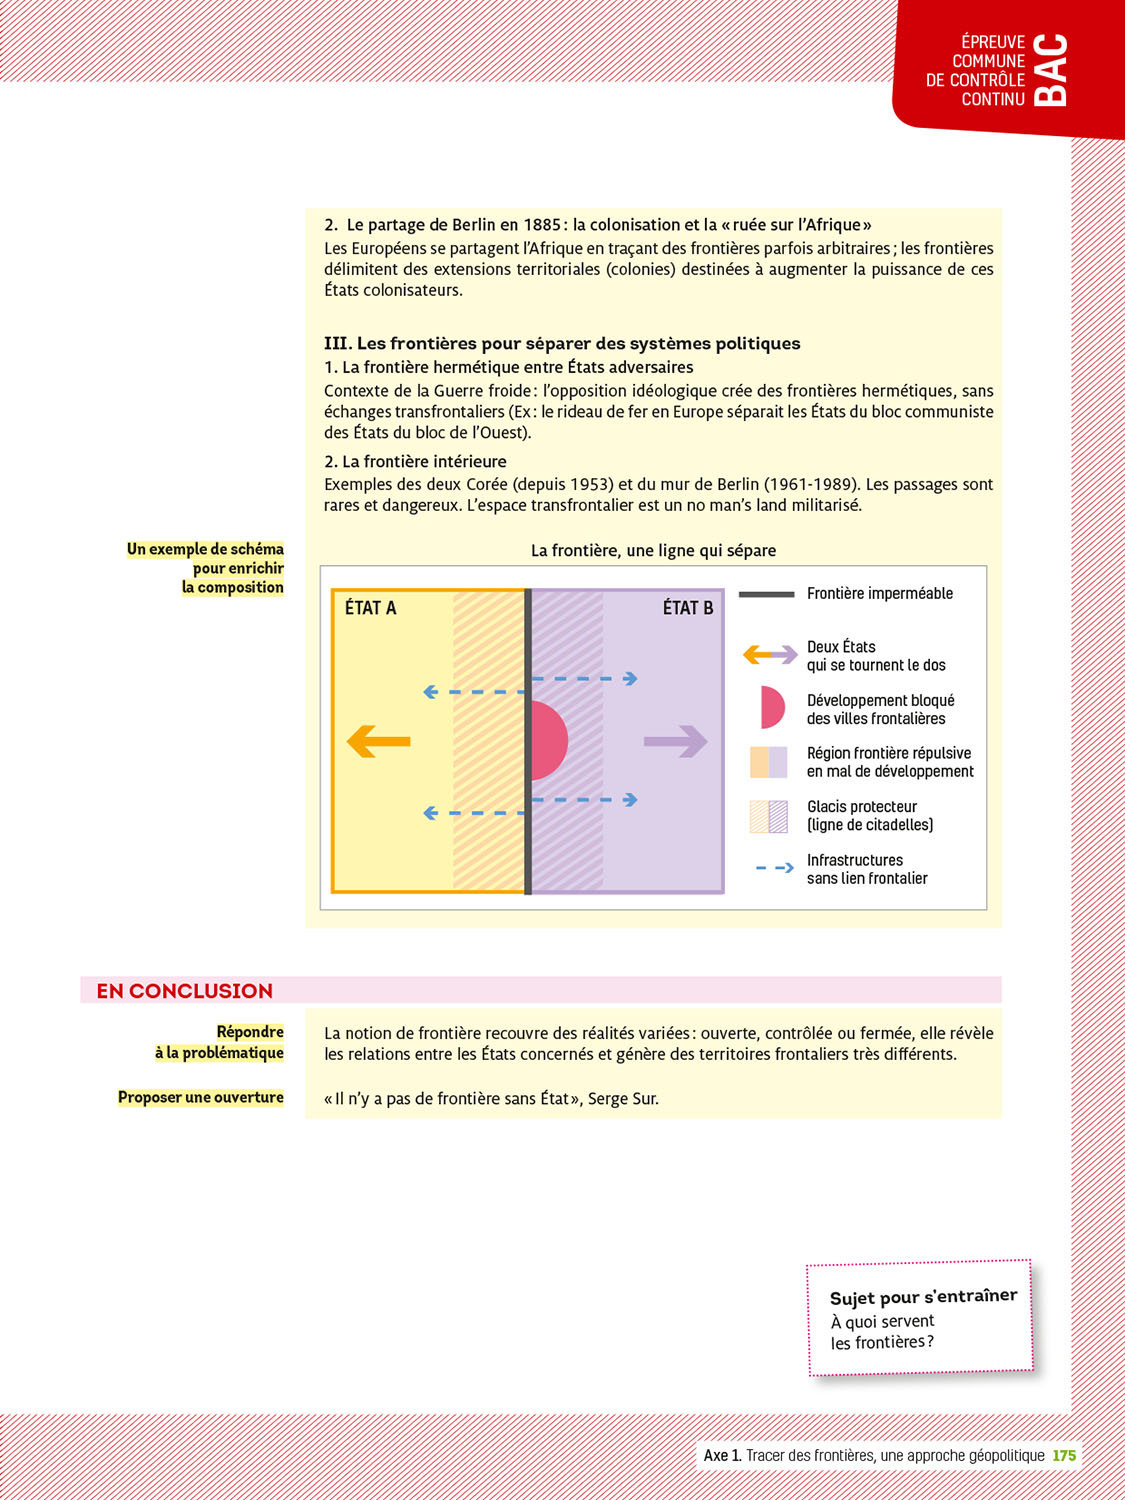 ÉPREUVE
COMMUNE
DE CONTRÔLE
CONTINU
BAC
2. Le partage de Berlin en 1885 : la colonisation et la « ruée sur l'Afrique »
Les Européens se partagent l'Afrique en traçant des frontières parfois arbitraires ; les frontières
délimitent des extensions territoriales (colonies) destinées à augmenter la puissance de ces
États colonisateurs.
III. Les frontières pour séparer des systèmes politiques
1. La frontière hermétique entre États adversaires
Contexte de la Guerre froide : l'opposition idéologique crée des frontières hermétiques, sans
échanges transfrontaliers (Ex : le rideau de fer en Europe séparait les États du bloc communiste
des États du bloc de l'Ouest).
2. La frontière intérieure
Exemples des deux Corée (depuis 1953) et du mur de Berlin (1961-1989). Les passages sont
rares et dangereux. L'espace transfrontalier est un no man's land militarisé.
Un exemple de schéma
pour enrichir
la composition
La frontière, une ligne qui sépare
ÉTAT A
ÉTAT B
Frontière imperméable
Deux États
qui se tournent le dos
Développement bloqué
des villes frontalières
Région frontière répulsive
en mal de développement
Glacis protecteur
(ligne de citadelles)
Infrastructures
sans lien frontalier
EN CONCLUSION
Répondre
à la problématique
La notion de frontière recouvre des réalités variées : ouverte, contrôlée ou fermée, elle révèle
les relations entre les États concernés et génère des territoires frontaliers très différents.
Proposer une ouverture
« Il n'y a pas de frontière sans État », Serge Sur.
Sujet pour s'entraîner
À quoi servent
les frontières ?
Axe 1. Tracer des frontières, une approche géopolitique 175